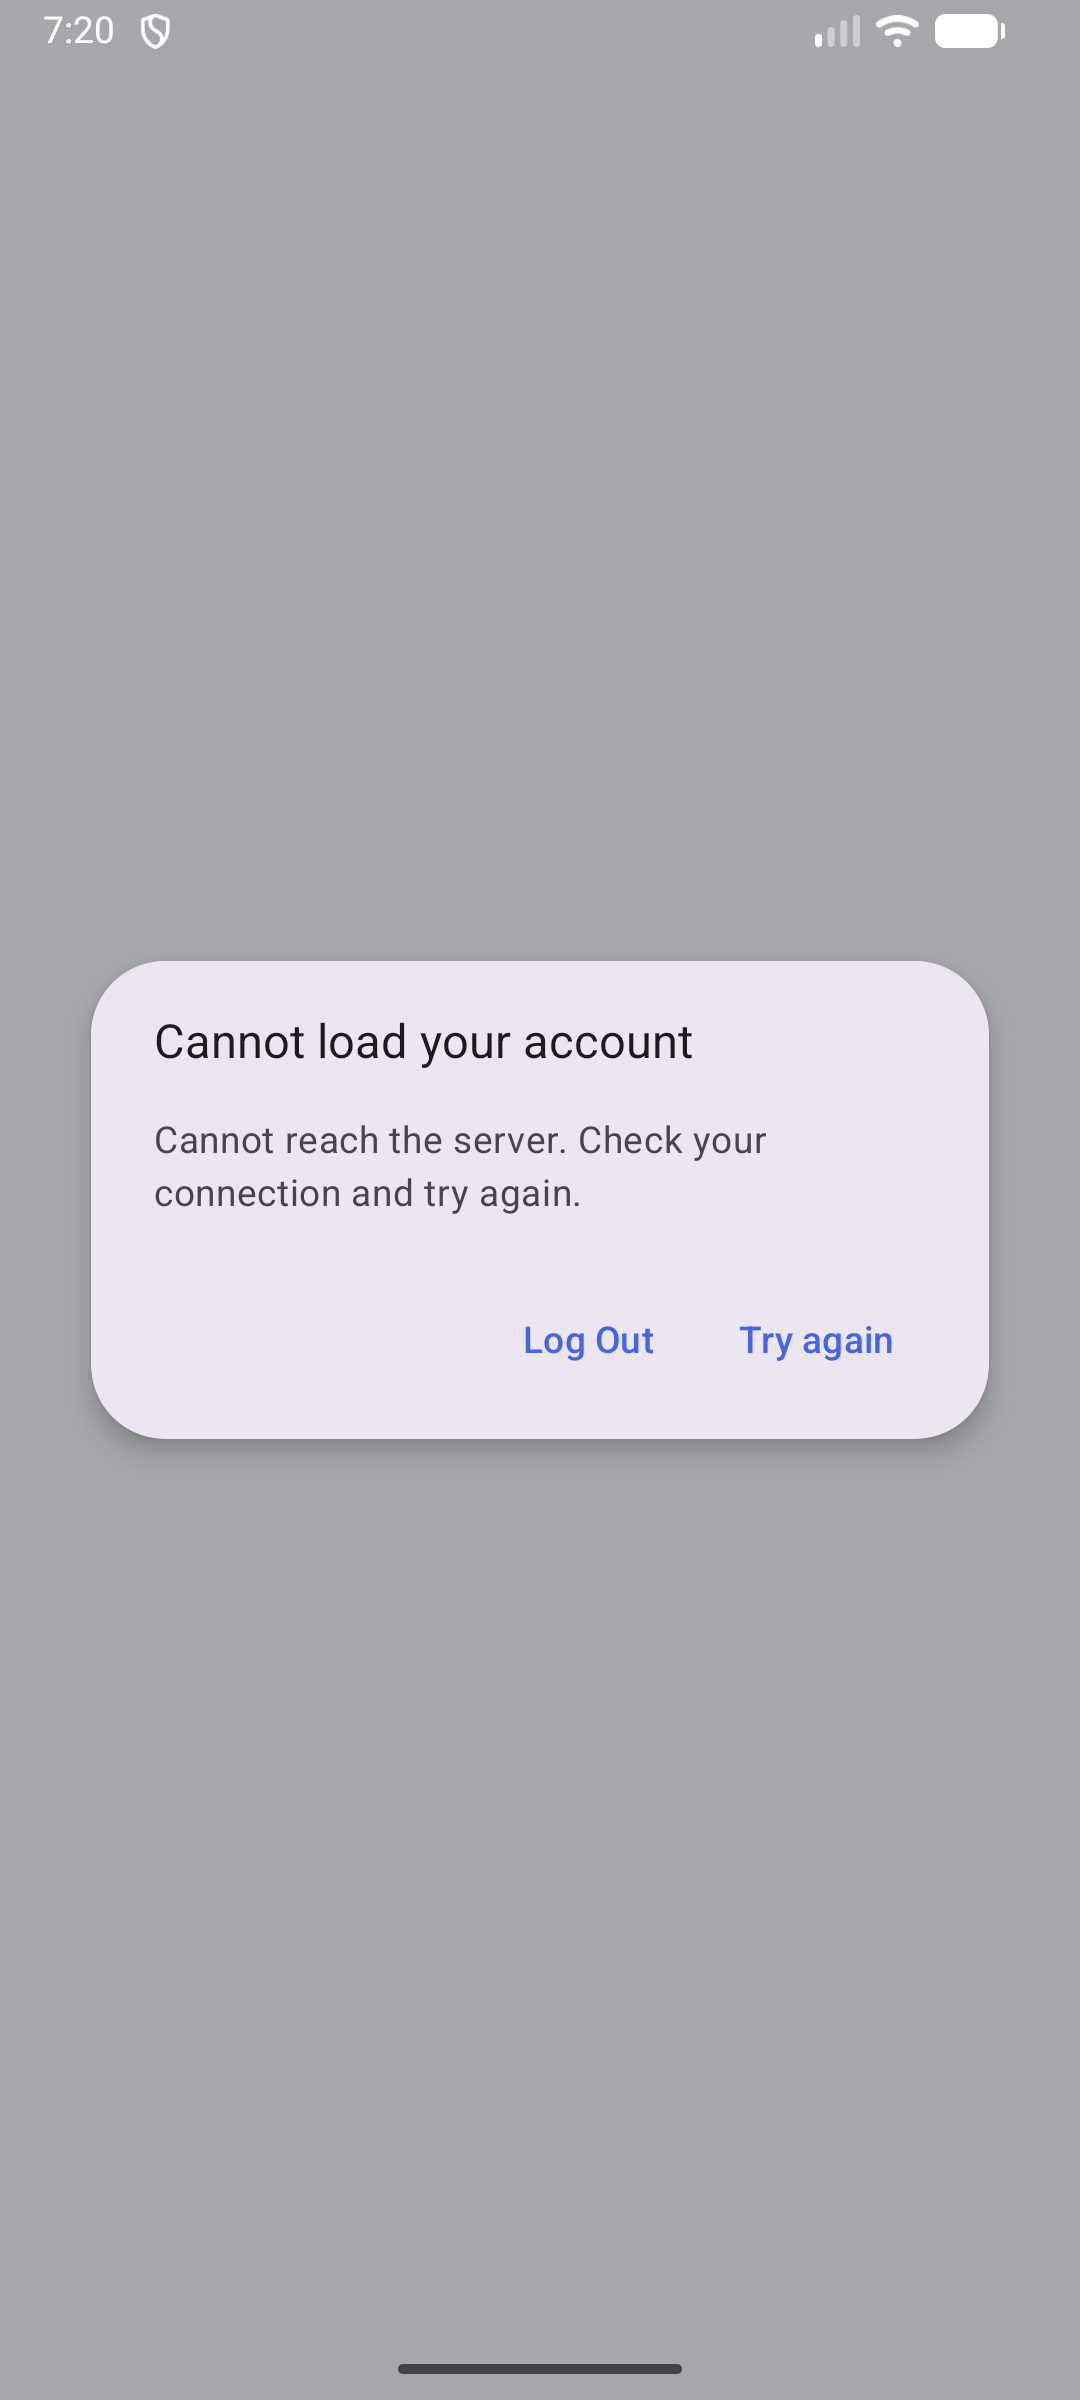 7:20
Cannot load your account
Cannot reach the server. Check your
connection and try again.
Log Out Try again